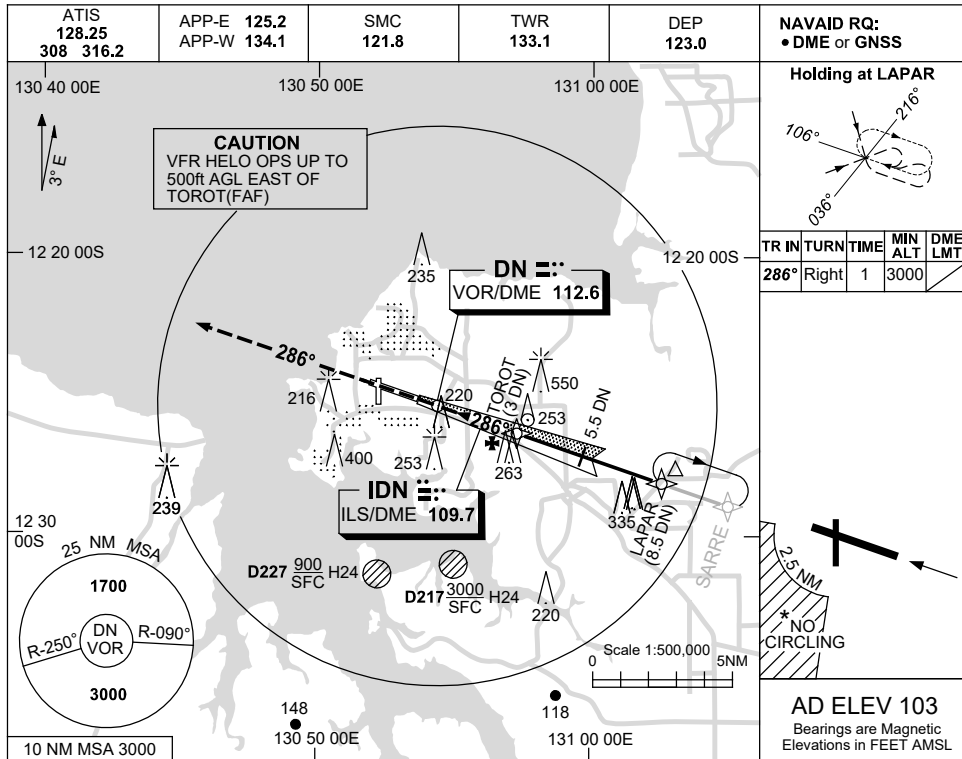 ATIS
128.25
308 316.2
APP-E 125.2
APP-W 134.1
SMC
121.8
TWR
133.1
DEP
123.0
NAVAID RQ:
• DME or GNSS
130 40 00E
130 50 00E
131 00 00E
3° E
CAUTION
VFR HELO OPS UP TO
500ft AGL EAST OF
TOROT(FAF)
Holding at LAPAR
216°
106°
036°
TR IN TURN TIME MIN ALT DME LMT
286° Right 1 3000
12 20 00S
12 20 00S
235
DN
VOR/DME 112.6
286°
216
220
TOROT
(3 DN)
550
253
286°
5.5 DN
400
253
263
239
IDN
ILS/DME 109.7
335
LAPAR
(8.5 DN)
SARRE
12 30
00S
25 NM MSA
1700
DN
VOR
R-250°
R-090°
3000
D227 900 SFC H24
D217 3000 SFC H24
220
Scale 1:500,000
0
5NM
2.5 NM
*NO
CIRCLING
148
118
130 50 00E
131 00 00E
10 NM MSA 3000
AD ELEV 103
Bearings are Magnetic
Elevations in FEET AMSL